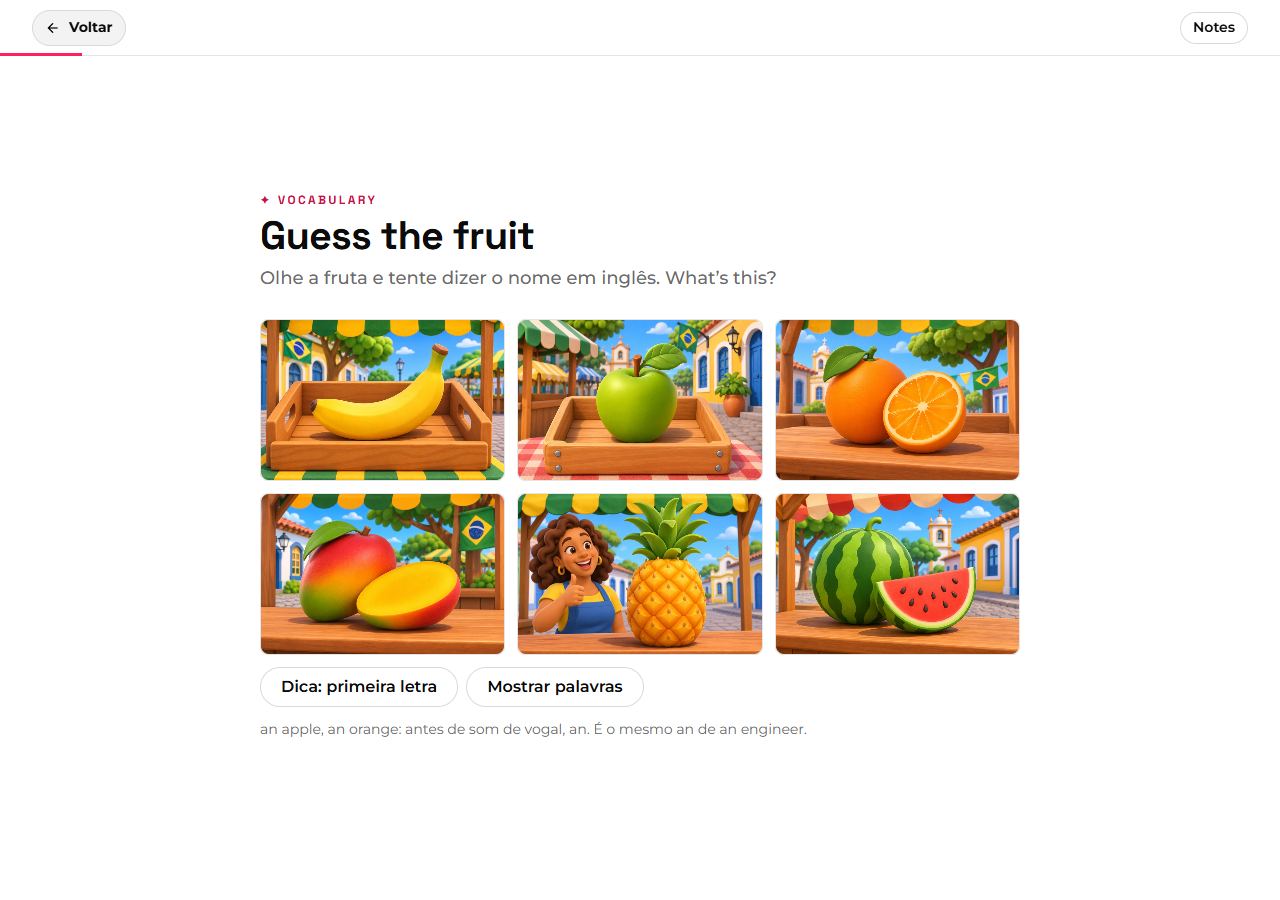 Voltar
Notes
✦ VOCABULARY
Guess the fruit
Olhe a fruta e tente dizer o nome em inglês. What’s this?
Dica: primeira letra
Mostrar palavras
an apple, an orange: antes de som de vogal, an. É o mesmo an de an engineer.